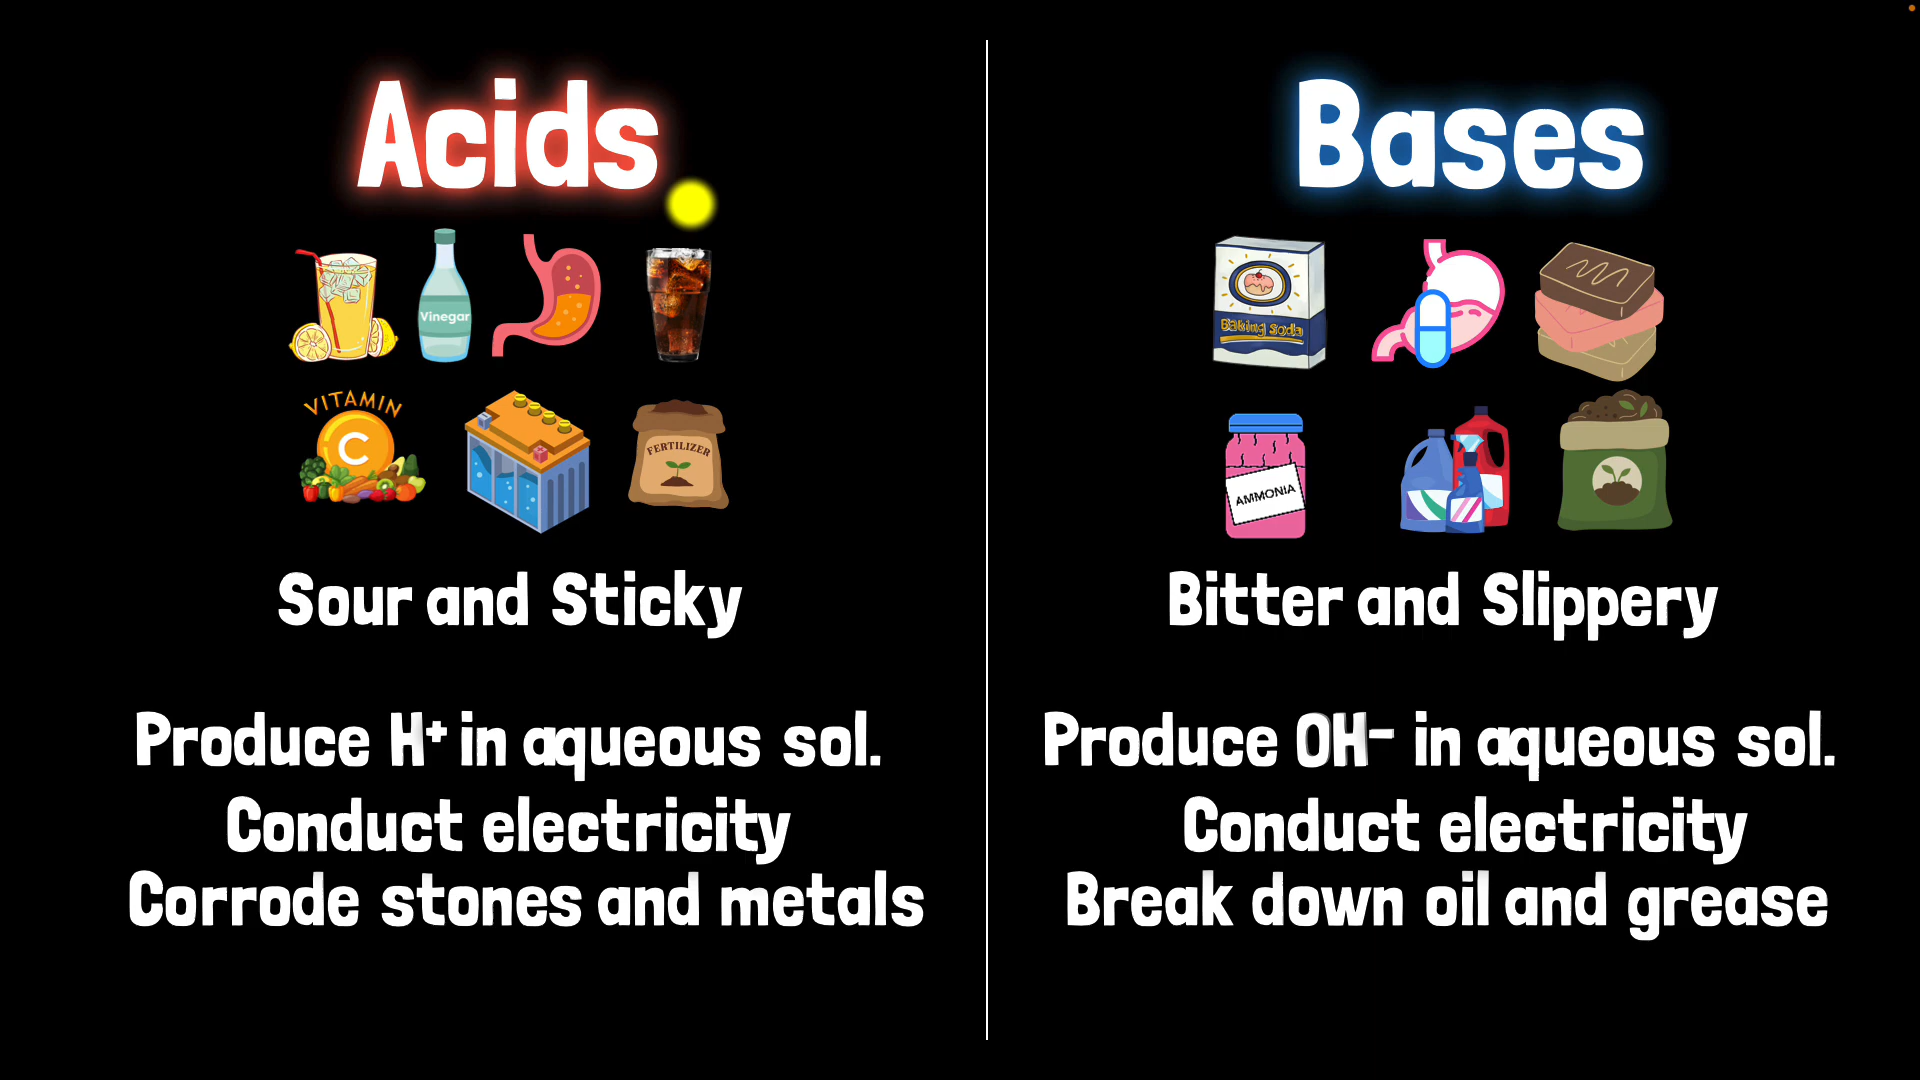 Acids
Vinegar
VITAMIN
C
FERTILIZER
Sour and Sticky
Produce H⁺ in aqueous sol.
Conduct electricity
Corrode stones and metals
Bases
Baking Soda
AMMONIA
Bitter and Slippery
Produce OH⁻ in aqueous sol.
Conduct electricity
Break down oil and grease